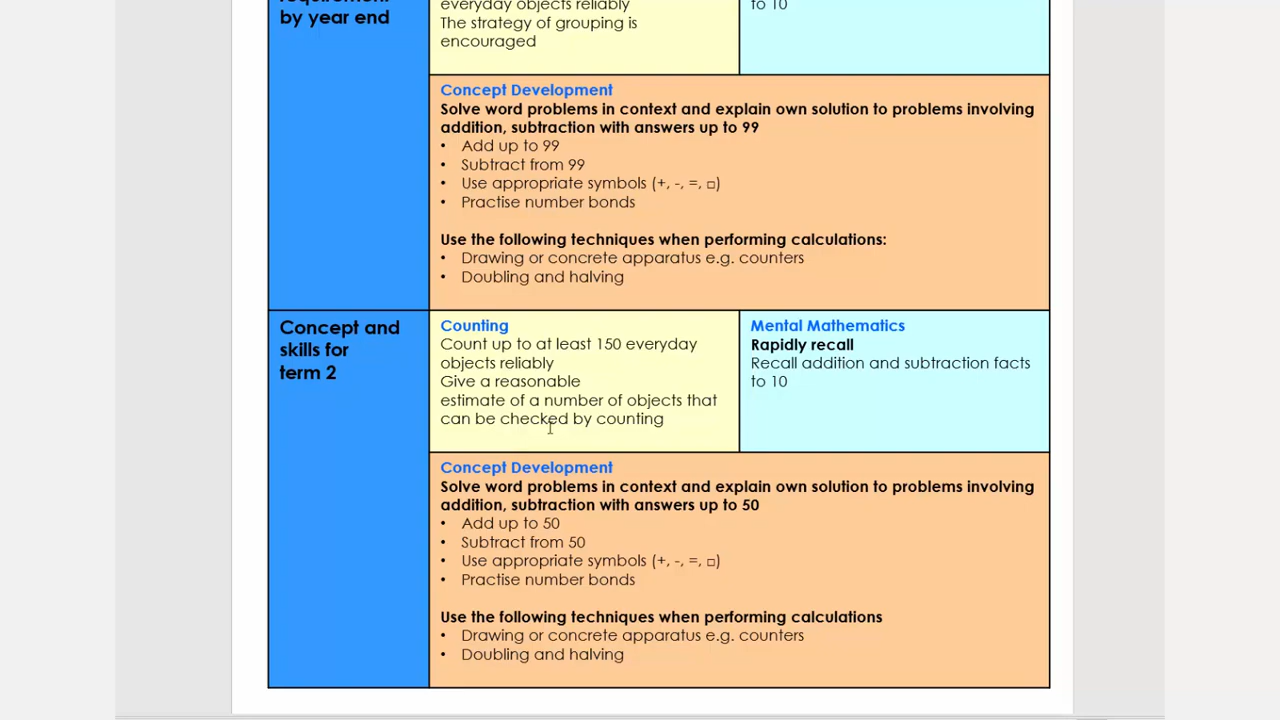 by year end
everyday objects reliably
The strategy of grouping is
encouraged
to 10
Concept Development
Solve word problems in context and explain own solution to problems involving
addition, subtraction with answers up to 99
• Add up to 99
• Subtract from 99
• Use appropriate symbols (+, -, =, □)
• Practise number bonds
Use the following techniques when performing calculations:
• Drawing or concrete apparatus e.g. counters
• Doubling and halving
Concept and
skills for
term 2
Counting
Count up to at least 150 everyday
objects reliably
Give a reasonable
estimate of a number of objects that
can be checked by counting
Mental Mathematics
Rapidly recall
Recall addition and subtraction facts
to 10
Concept Development
Solve word problems in context and explain own solution to problems involving
addition, subtraction with answers up to 50
• Add up to 50
• Subtract from 50
• Use appropriate symbols (+, -, =, □)
• Practise number bonds
Use the following techniques when performing calculations
• Drawing or concrete apparatus e.g. counters
• Doubling and halving